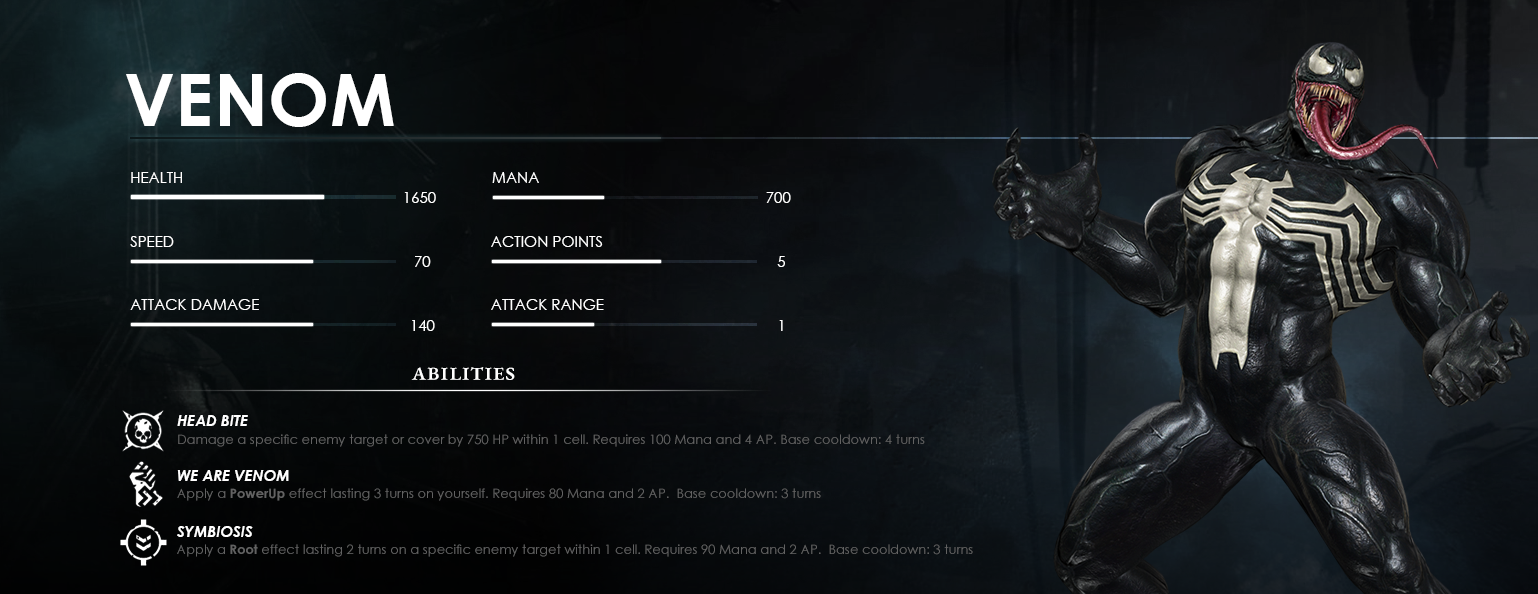 VENOM
HEALTH
1650
MANA
700
SPEED
70
ACTION POINTS
5
ATTACK DAMAGE
140
ATTACK RANGE
1
ABILITIES
HEAD BITE
Damage a specific enemy target or cover by 750 HP within 1 cell. Requires 100 Mana and 4 AP. Base cooldown: 4 turns
WE ARE VENOM
Apply a PowerUp effect lasting 3 turns on yourself. Requires 80 Mana and 2 AP.  Base cooldown: 3 turns
SYMBIOSIS
Apply a Root effect lasting 2 turns on a specific enemy target within 1 cell. Requires 90 Mana and 2 AP.  Base cooldown: 3 turns